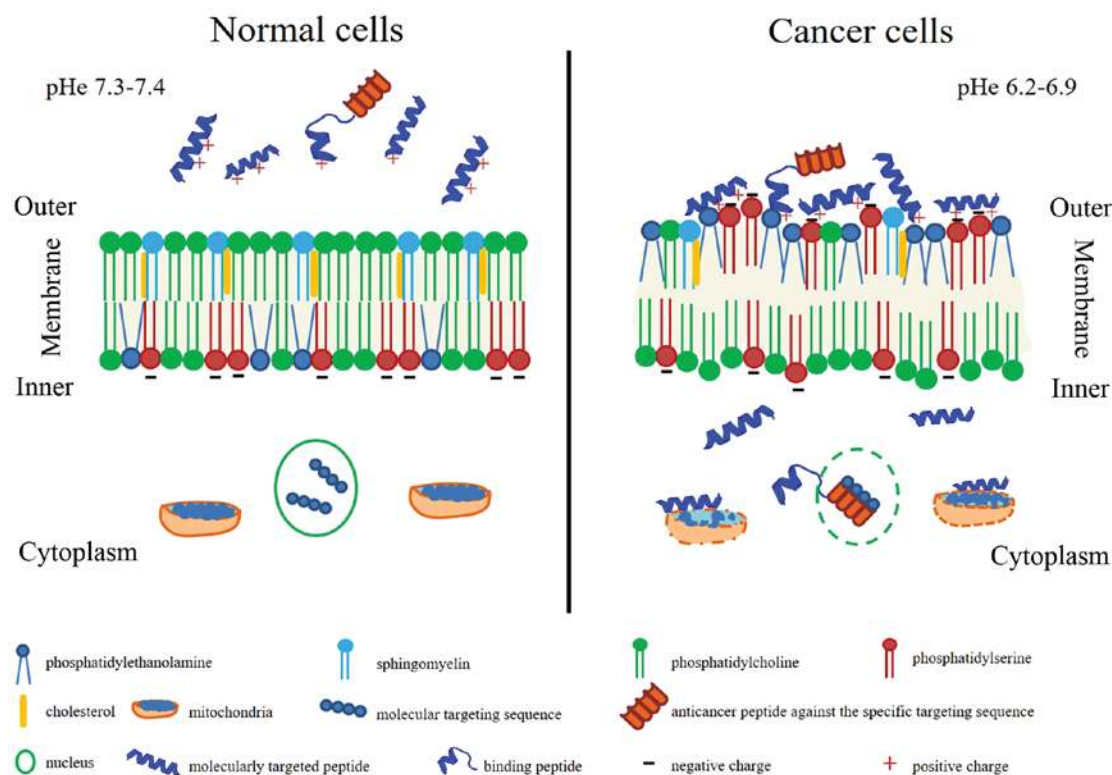 Normal cells
Cancer cells
pHe 7.3-7.4
pHe 6.2-6.9
Outer
Outer
Membrane
Membrane
Inner
Inner
Cytoplasm
Cytoplasm
phosphatidylethanolamine
sphingomyelin
phosphatidylcholine
phosphatidylserine
cholesterol
mitochondria
molecular targeting sequence
anticancer peptide against the specific targeting sequence
nucleus
molecularly targeted peptide
binding peptide
negative charge
positive charge